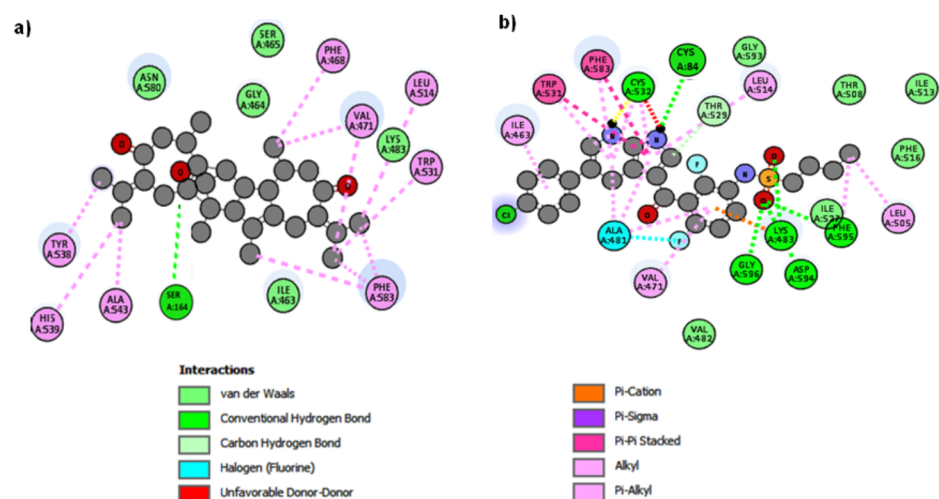 a)
SER
A:465
PHE
A:468
ASN
A:580
GLY
A:464
LEU
A:514
VAL
A:471
LYS
A:483
TRP
A:531
O
O
O
TYR
A:538
HIS
A:539
ALA
A:543
SER
A:164
ILE
A:463
PHE
A:583
b)
PHE
A:583
CYS
A:532
CYS
A:84
GLY
A:593
TRP
A:531
LEU
A:514
THR
A:508
ILE
A:513
THR
A:529
ILE
A:463
N
N
F
N
O
S
O
PHE
A:516
Cl
O
F
ALA
A:481
LYS
A:483
ILE
A:527
PHE
A:595
LEU
A:505
VAL
A:471
GLY
A:596
ASP
A:594
VAL
A:482
Interactions
van der Waals
Conventional Hydrogen Bond
Carbon Hydrogen Bond
Halogen (Fluorine)
Unfavorable Donor-Donor
Pi-Cation
Pi-Sigma
Pi-Pi Stacked
Alkyl
Pi-Alkyl